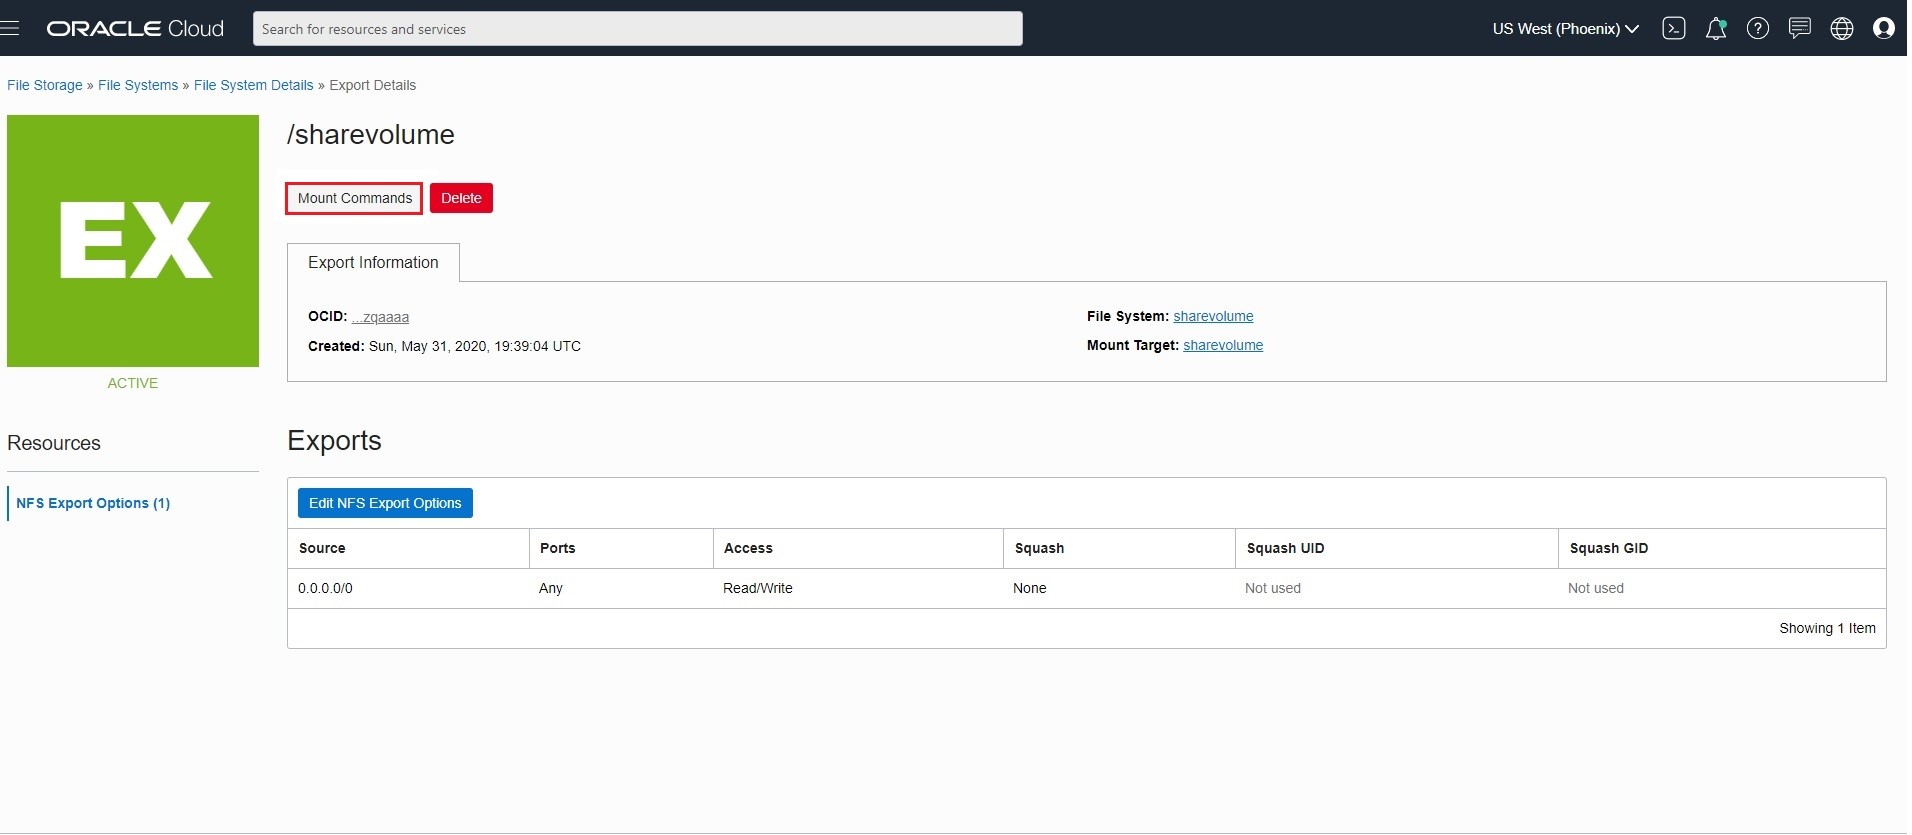 ORACLE Cloud
Search for resources and services
US West (Phoenix)
File Storage » File Systems » File System Details » Export Details
EX
ACTIVE
/sharevolume
Mount Commands Delete
Export Information
OCID: ...zqaaaa
Created: Sun, May 31, 2020, 19:39:04 UTC
File System: sharevolume
Mount Target: sharevolume
Resources
NFS Export Options (1)
Exports
Edit NFS Export Options
Source Ports Access Squash Squash UID Squash GID
0.0.0.0/0 Any Read/Write None Not used Not used
Showing 1 Item